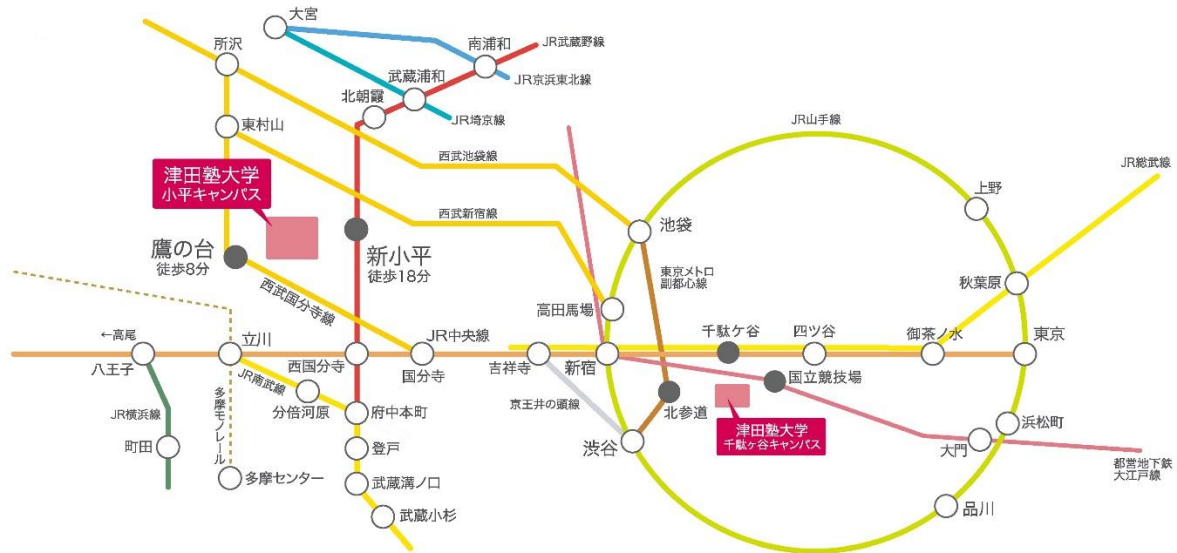 大宮
所沢
南浦和
JR武蔵野線
武蔵浦和
JR京浜東北線
北朝霞
JR埼京線
東村山
JR山手線
西武池袋線
JR総武線
津田塾大学
小平キャンパス
西武新宿線
上野
池袋
鷹の台
徒歩8分
新小平
徒歩18分
東京メトロ
副都心線
秋葉原
西武国分寺線
高田馬場
←高尾
立川
JR中央線
千駄ケ谷
四ツ谷
御茶ノ水
東京
八王子
西国分寺
国分寺
吉祥寺
新宿
JR南武線
国立競技場
JR横浜線
多摩モノレール
分倍河原
府中本町
京王井の頭線
北参道
津田塾大学
千駄ヶ谷キャンパス
浜松町
町田
登戸
渋谷
大門
都営地下鉄
大江戸線
多摩センター
武蔵溝ノ口
武蔵小杉
品川